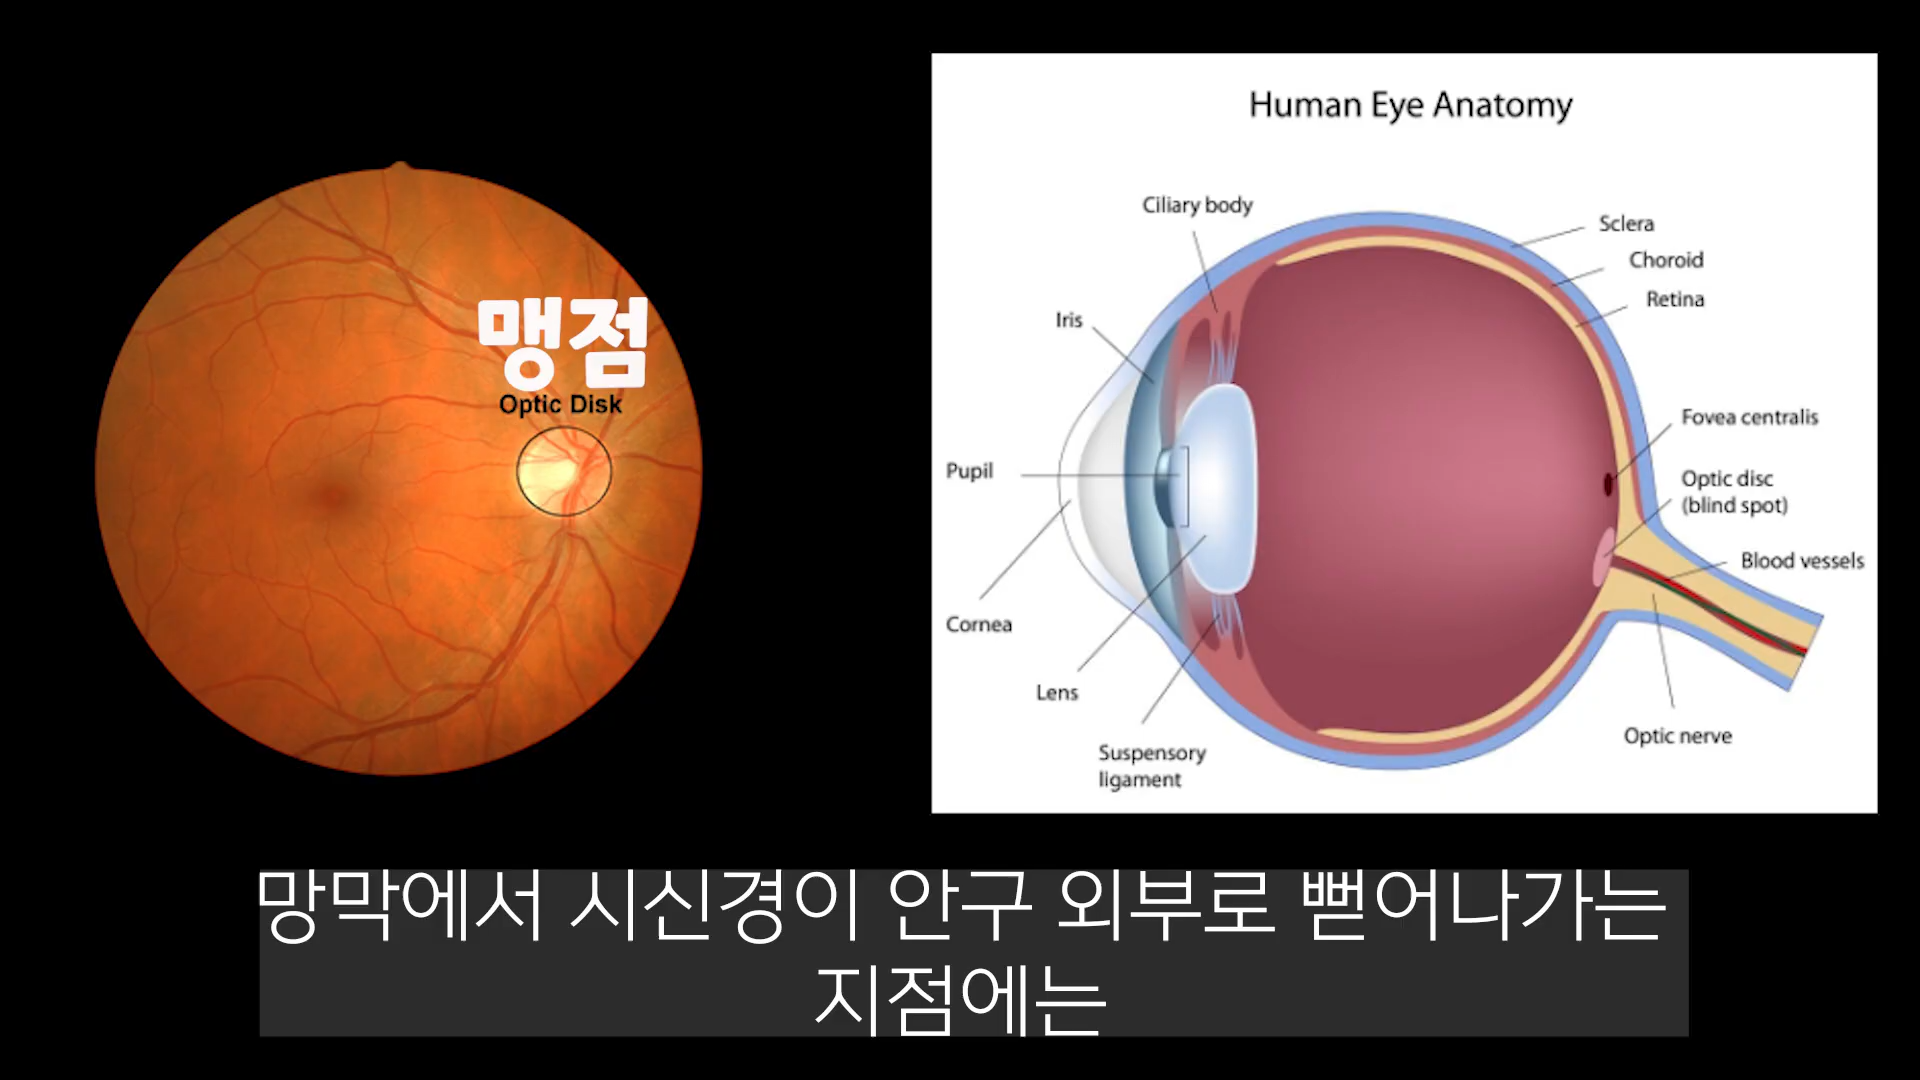 맹점
Optic Disk
Human Eye Anatomy
Ciliary body
Sclera
Choroid
Retina
Iris
Fovea centralis
Pupil
Optic disc
(blind spot)
Blood vessels
Cornea
Lens
Optic nerve
Suspensory
ligament
망막에서 시신경이 안구 외부로 뻗어나가는
지점에는